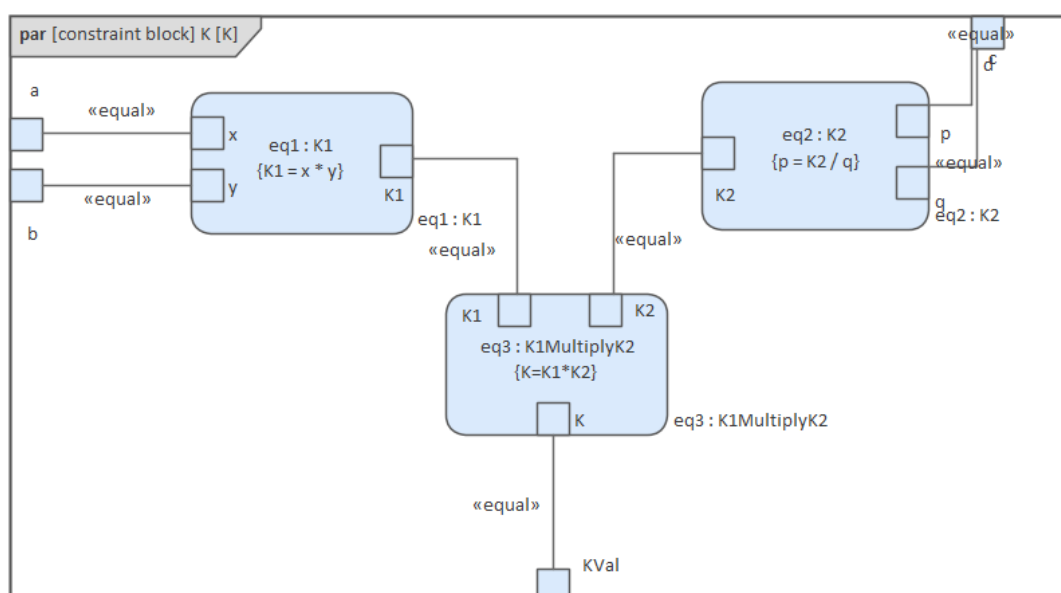 par [constraint block] K [K]
«equal»
d
c
a
«equal»
x
eq1 : K1
{K1 = x * y}
y
K1
«equal»
b
eq1 : K1
«equal»
eq2 : K2
{p = K2 / q}
p
«equal»
K2
q
eq2 : K2
«equal»
K1
K2
eq3 : K1MultiplyK2
{K=K1*K2}
K
eq3 : K1MultiplyK2
«equal»
KVal